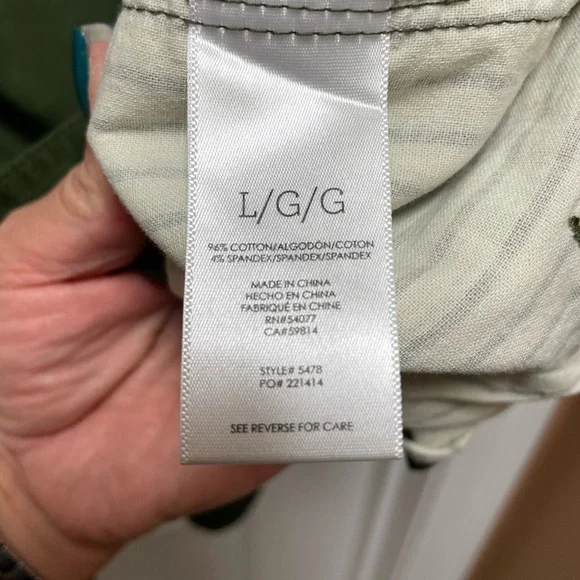 L/G/G
96% COTTON/ALGODÓN/COTON
4% SPANDEX/SPANDEX/SPANDEX
MADE IN CHINA
HECHO EN CHINA
FABRIQUÉ EN CHINE
RN#54077
CA#59814
STYLE# 5478
PO# 221414
SEE REVERSE FOR CARE